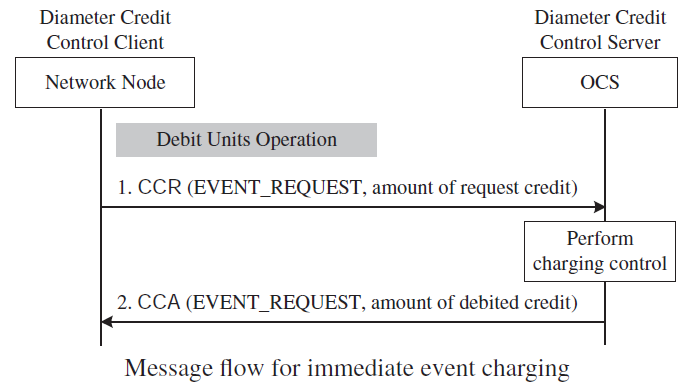 Diameter Credit
Control Client
Diameter Credit
Control Server
Network Node
OCS
Debit Units Operation
1. CCR (EVENT_REQUEST, amount of request credit)
Perform
charging control
2. CCA (EVENT_REQUEST, amount of debited credit)
Message flow for immediate event charging